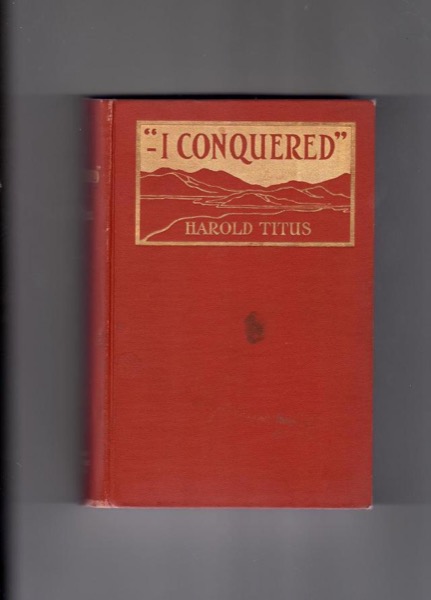 "-I CONQUERED"
HAROLD TITUS